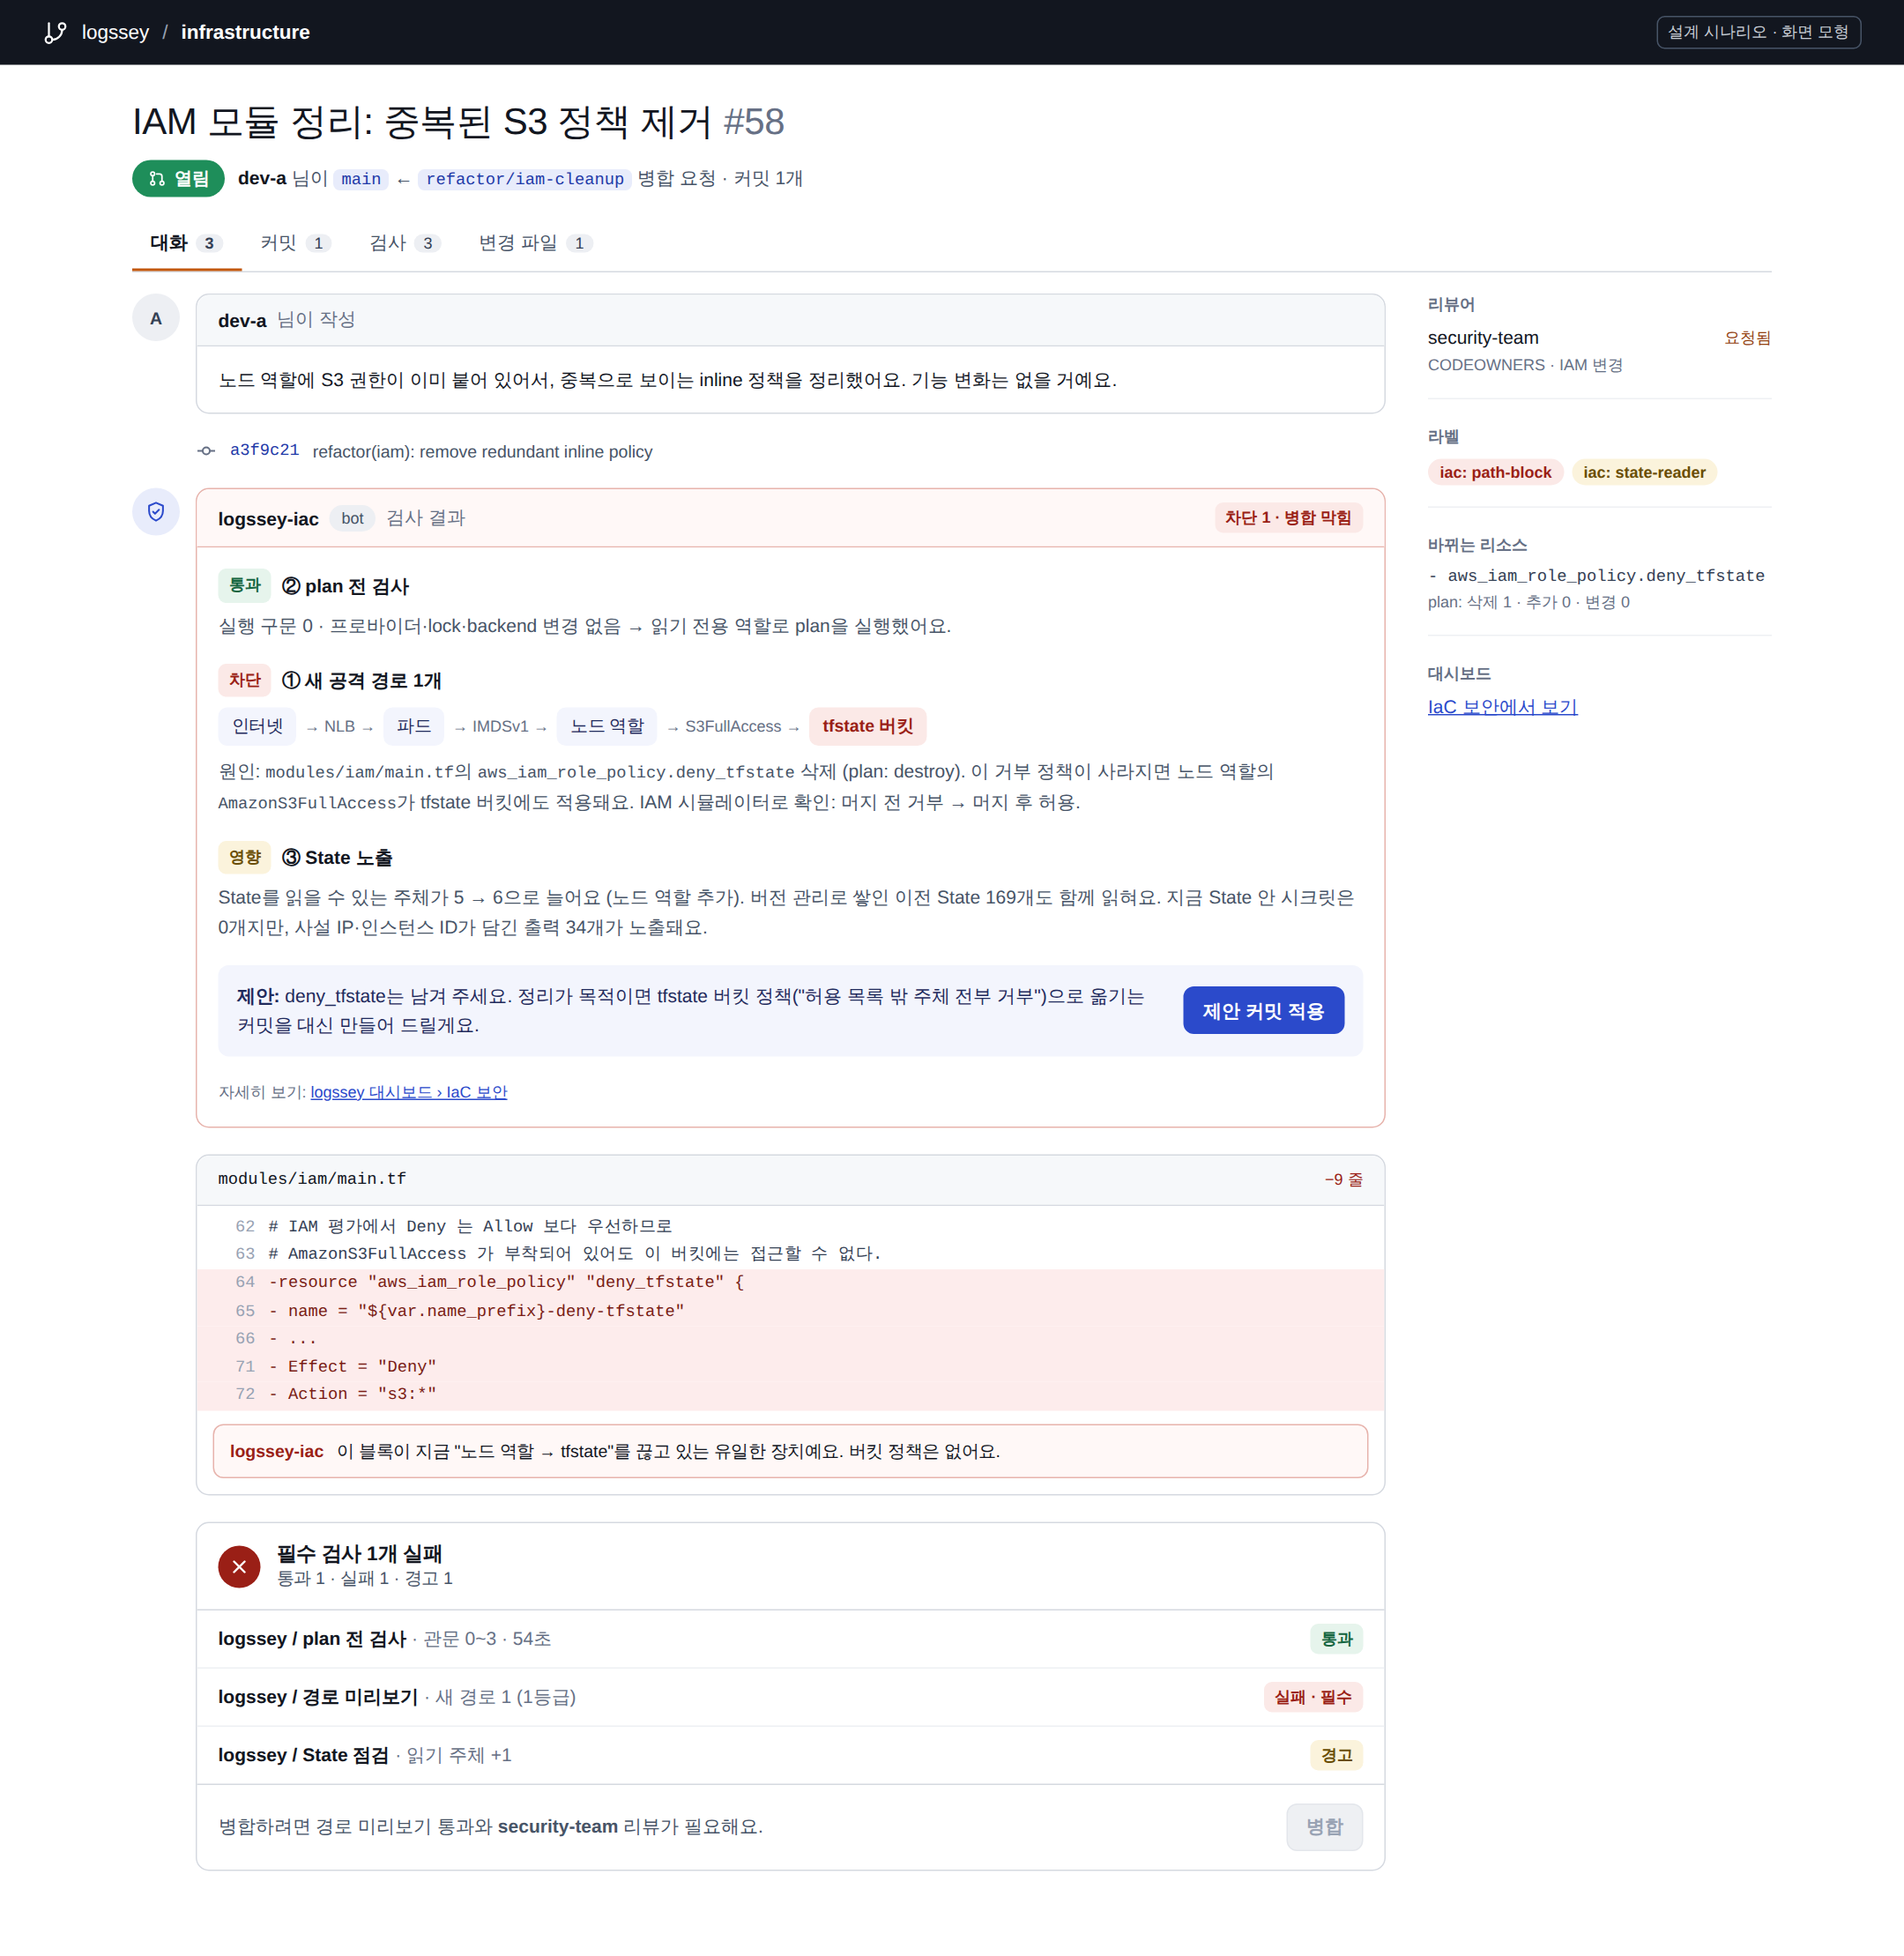 logssey / infrastructure
설계 시나리오 · 화면 모형
IAM 모듈 정리: 중복된 S3 정책 제거 #58
열림 dev-a 님이 main ← refactor/iam-cleanup 병합 요청 · 커밋 1개
대화 3 커밋 1 검사 3 변경 파일 1
A
dev-a 님이 작성
노드 역할에 S3 권한이 이미 붙어 있어서, 중복으로 보이는 inline 정책을 정리했어요. 기능 변화는 없을 거예요.
a3f9c21 refactor(iam): remove redundant inline policy
logssey-iac bot 검사 결과 차단 1 · 병합 막힘
통과 ② plan 전 검사
실행 구문 0 · 프로바이더·lock·backend 변경 없음 → 읽기 전용 역할로 plan을 실행했어요.
차단 ① 새 공격 경로 1개
인터넷 → NLB → 파드 → IMDSv1 → 노드 역할 → S3FullAccess → tfstate 버킷
원인: modules/iam/main.tf의 aws_iam_role_policy.deny_tfstate 삭제 (plan: destroy). 이 거부 정책이 사라지면 노드 역할의
AmazonS3FullAccess가 tfstate 버킷에도 적용돼요. IAM 시뮬레이터로 확인: 머지 전 거부 → 머지 후 허용.
영향 ③ State 노출
State를 읽을 수 있는 주체가 5 → 6으로 늘어요 (노드 역할 추가). 버전 관리로 쌓인 이전 State 169개도 함께 읽혀요. 지금 State 안 시크릿은
0개지만, 사설 IP·인스턴스 ID가 담긴 출력 34개가 노출돼요.
제안: deny_tfstate는 남겨 주세요. 정리가 목적이면 tfstate 버킷 정책("허용 목록 밖 주체 전부 거부")으로 옮기는
커밋을 대신 만들어 드릴게요.
제안 커밋 적용
자세히 보기: logssey 대시보드 › IaC 보안
modules/iam/main.tf −9 줄
62 # IAM 평가에서 Deny 는 Allow 보다 우선하므로
63 # AmazonS3FullAccess 가 부착되어 있어도 이 버킷에는 접근할 수 없다.
64 -resource "aws_iam_role_policy" "deny_tfstate" {
65 - name = "${var.name_prefix}-deny-tfstate"
66 - ...
71 - Effect = "Deny"
72 - Action = "s3:*"
logssey-iac 이 블록이 지금 "노드 역할 → tfstate"를 끊고 있는 유일한 장치예요. 버킷 정책은 없어요.
필수 검사 1개 실패
통과 1 · 실패 1 · 경고 1
logssey / plan 전 검사 · 관문 0~3 · 54초 통과
logssey / 경로 미리보기 · 새 경로 1 (1등급) 실패 · 필수
logssey / State 점검 · 읽기 주체 +1 경고
병합하려면 경로 미리보기 통과와 security-team 리뷰가 필요해요. 병합
리뷰어
security-team 요청됨
CODEOWNERS · IAM 변경
라벨
iac: path-block iac: state-reader
바뀌는 리소스
- aws_iam_role_policy.deny_tfstate
plan: 삭제 1 · 추가 0 · 변경 0
대시보드
IaC 보안에서 보기